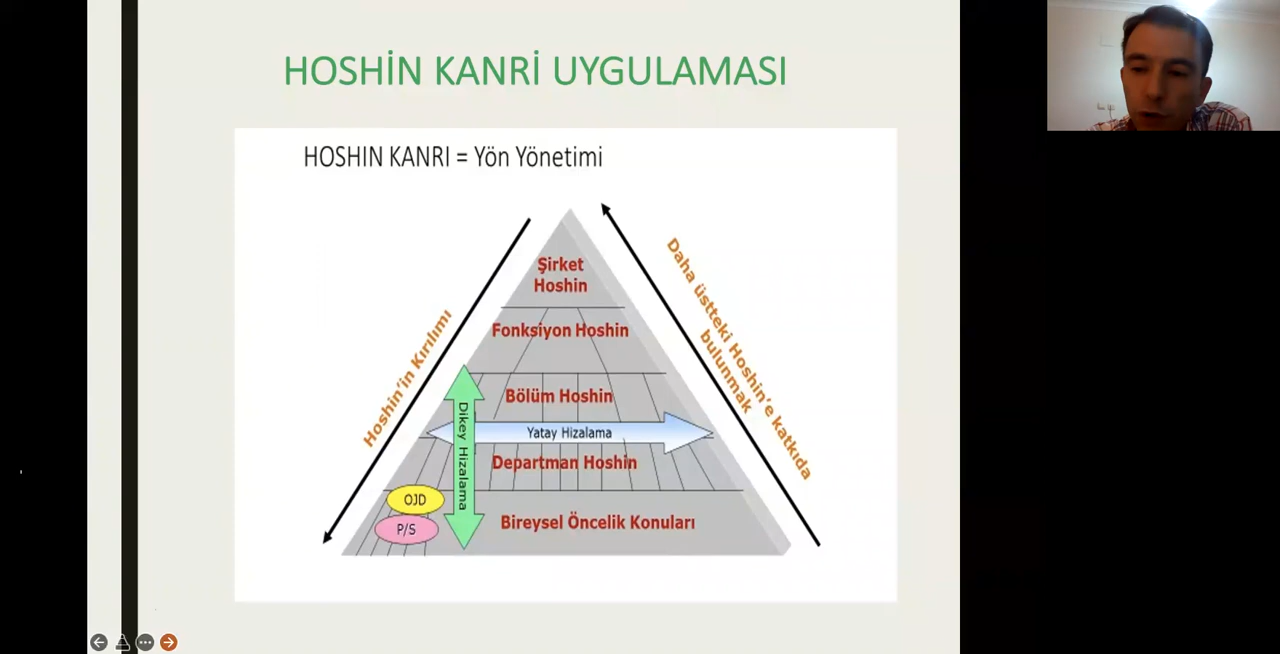 HOSHİN KANRİ UYGULAMASI
HOSHIN KANRI = Yön Yönetimi
Şirket
Hoshin
Fonksiyon Hoshin
Bölüm Hoshin
Yatay Hizalama
Departman Hoshin
Bireysel Öncelik Konuları
Dikey Hizalama
OJD
P/S
Hoshin'in Kırılımı
Daha üstteki Hoshin'e katkıda
bulunmak